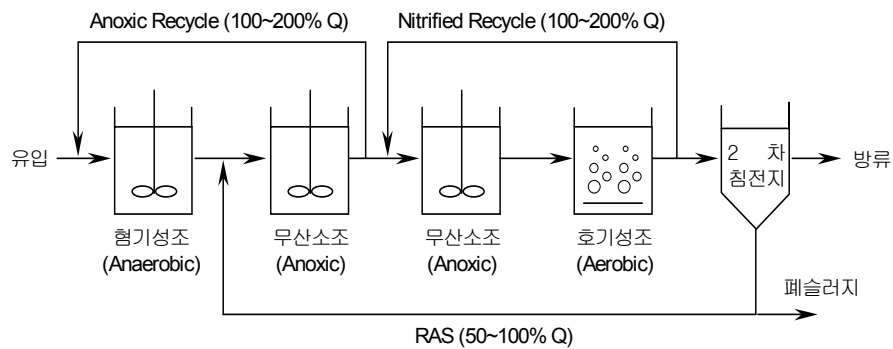 Anoxic Recycle (100~200% Q)
Nitrified Recycle (100~200% Q)
유입
2 차
침전지
방류
혐기성조
(Anaerobic)
무산소조
(Anoxic)
무산소조
(Anoxic)
호기성조
(Aerobic)
폐슬러지
RAS (50~100% Q)